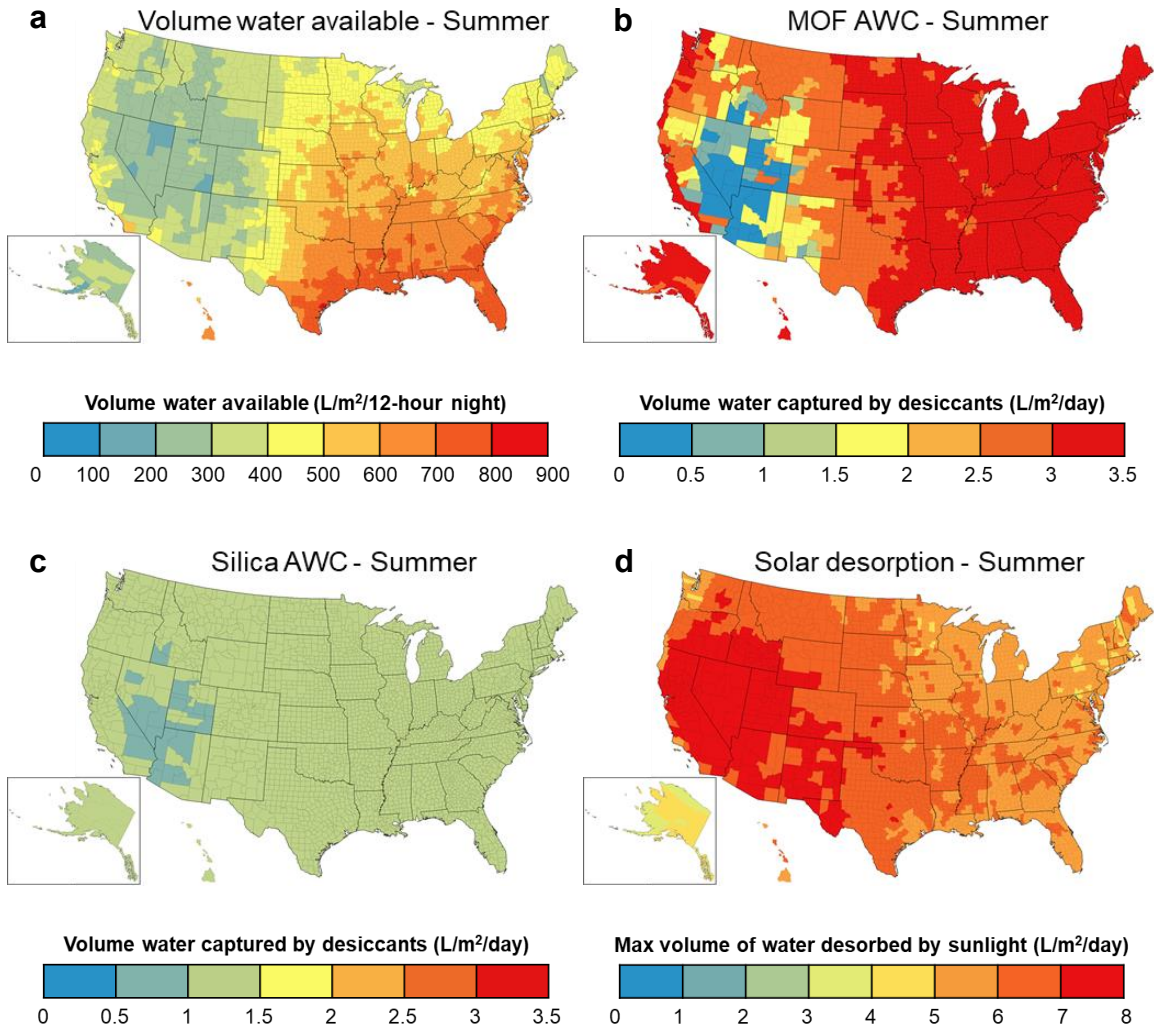 a Volume water available - Summer
b MOF AWC - Summer
Volume water available (L/m²/12-hour night)
0 100 200 300 400 500 600 700 800 900
Volume water captured by desiccants (L/m²/day)
0 0.5 1 1.5 2 2.5 3 3.5
c Silica AWC - Summer
d Solar desorption - Summer
Volume water captured by desiccants (L/m²/day)
0 0.5 1 1.5 2 2.5 3 3.5
Max volume of water desorbed by sunlight (L/m²/day)
0 1 2 3 4 5 6 7 8